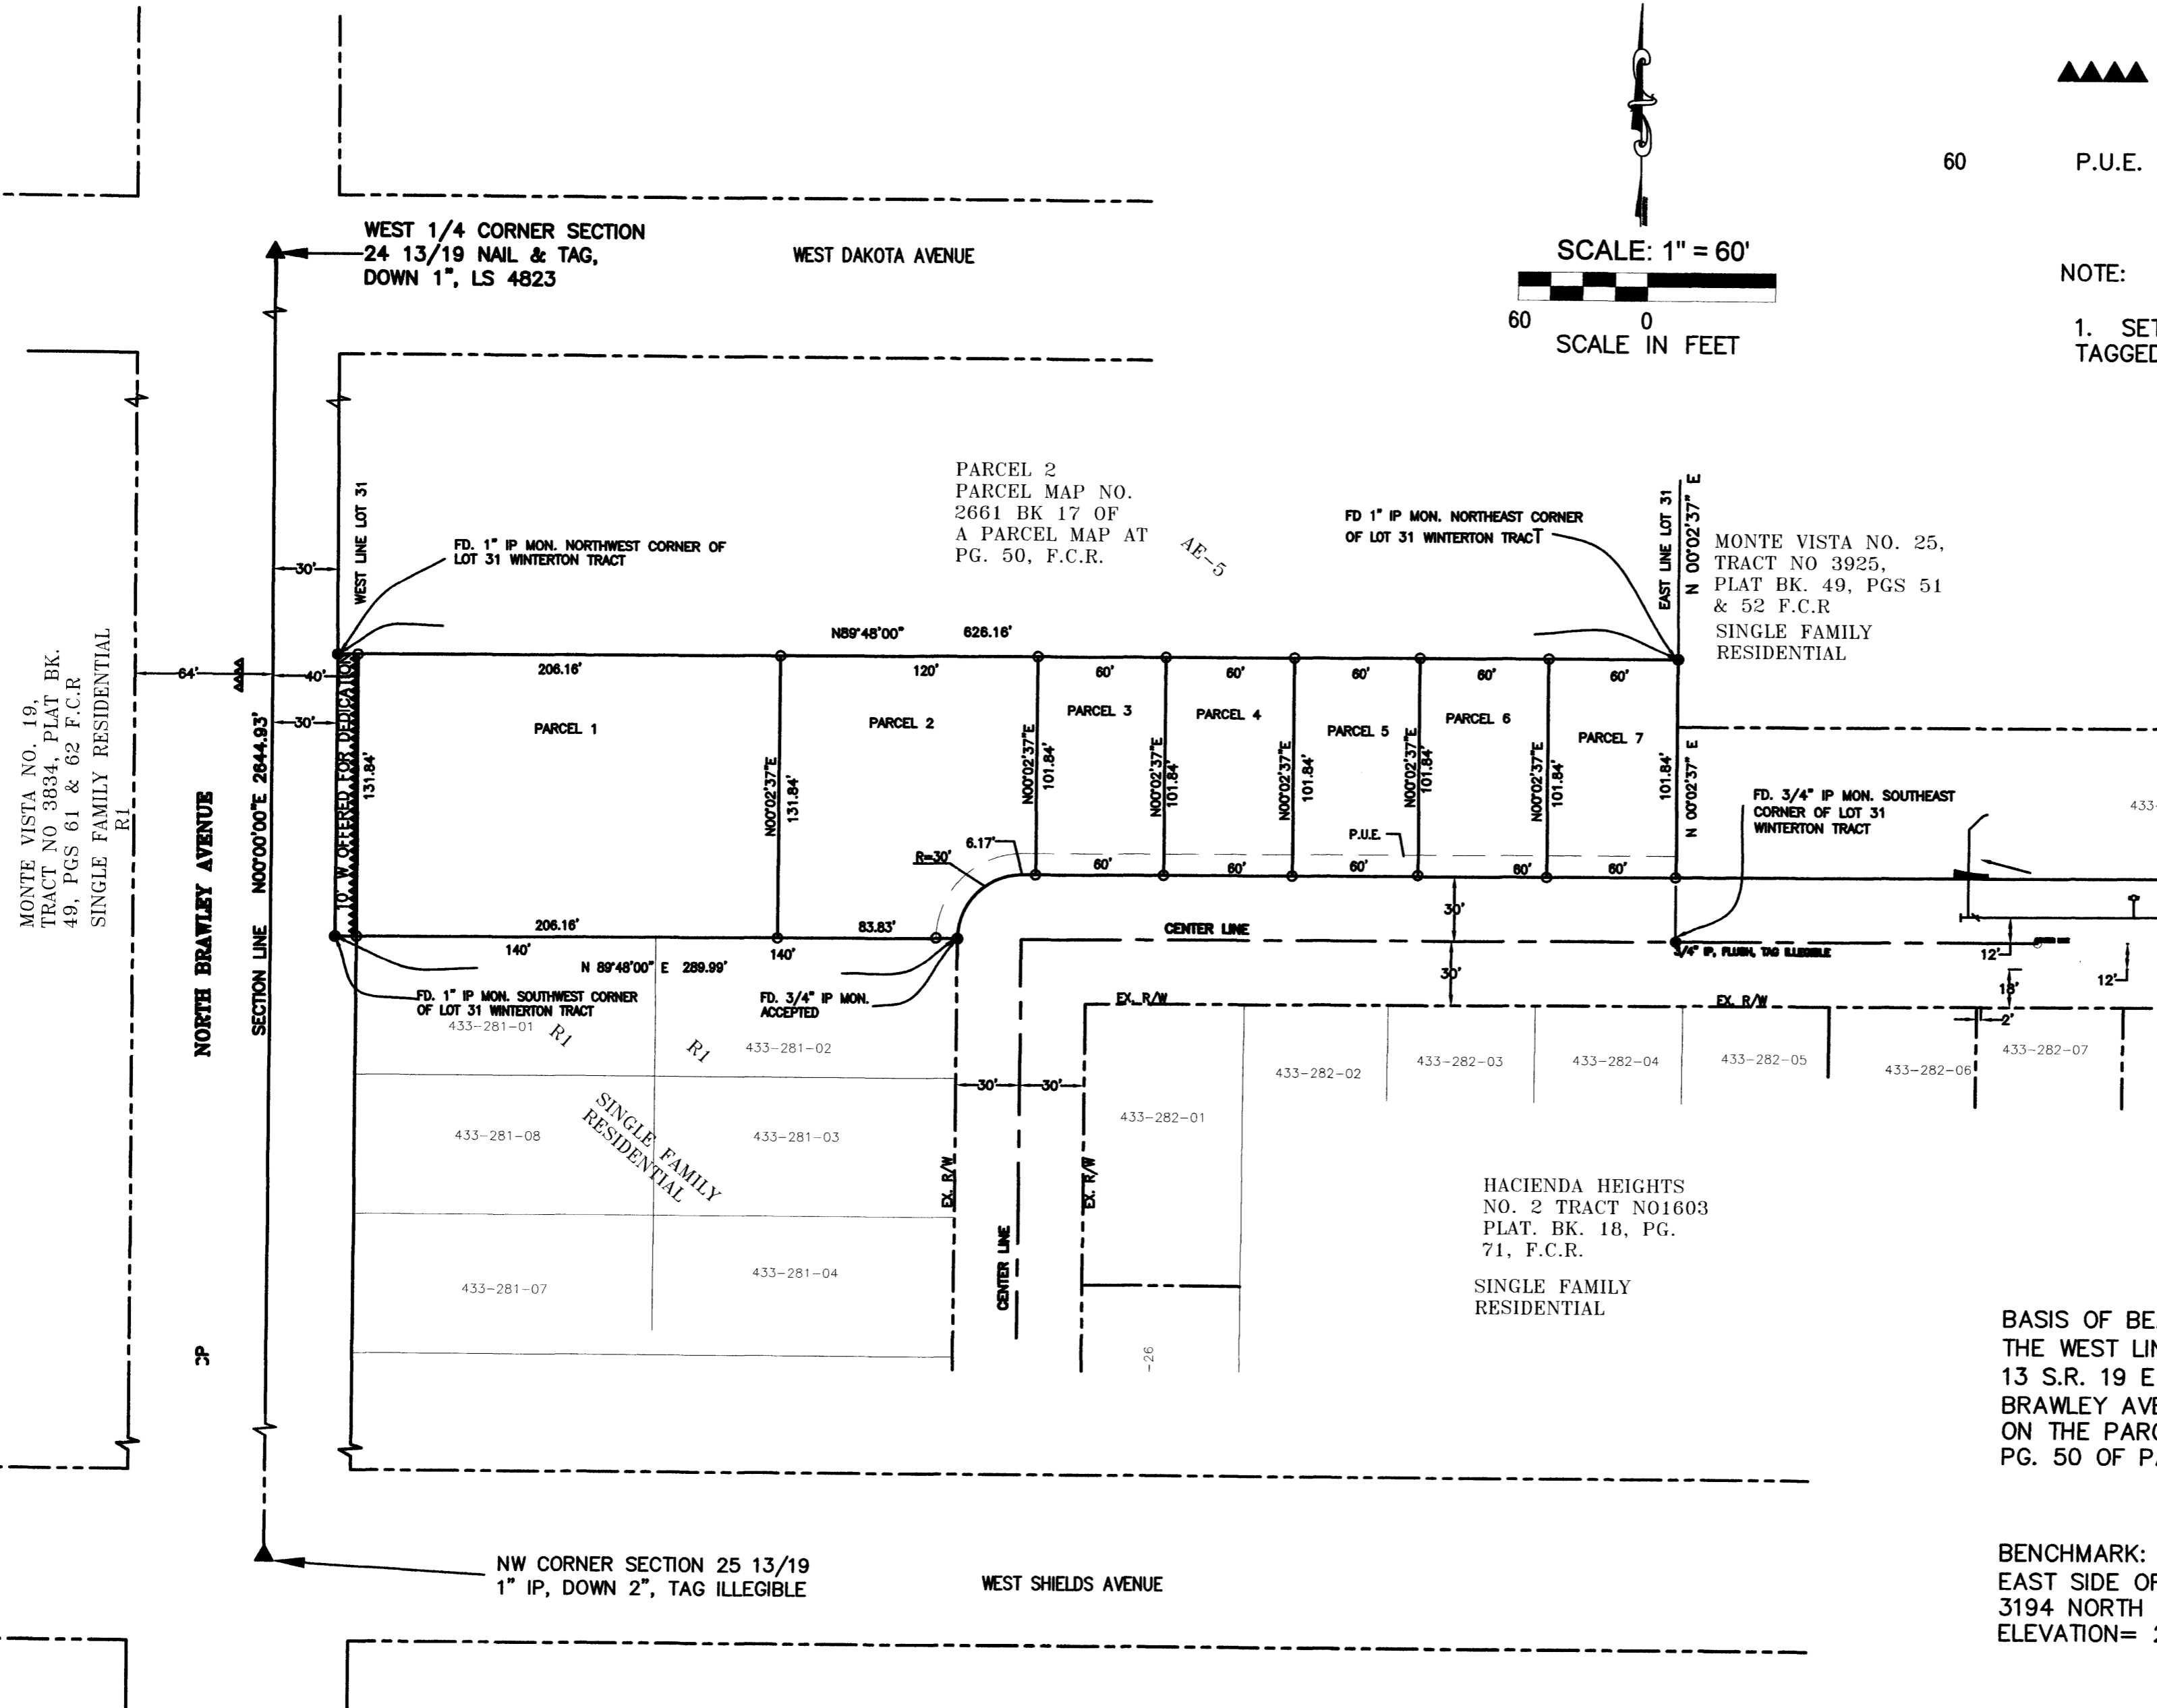 WEST 1/4 CORNER SECTION
24 13/19 NAIL & TAG,
DOWN 1", LS 4823
WEST DAKOTA AVENUE
SCALE: 1" = 60'
60
0
SCALE IN FEET
60
P.U.E.
NOTE:
1. SET
TAGGED
PARCEL 2
PARCEL MAP NO.
2661 BK 17 OF
A PARCEL MAP AT
PG. 50, F.C.R.
AE-5
FD 1" IP MON. NORTHEAST CORNER
OF LOT 31 WINTERTON TRACT
EAST LINE LOT 31
N 00°02'37" E
MONTE VISTA NO. 25,
TRACT NO 3925,
PLAT BK. 49, PGS 51
& 52 F.C.R
SINGLE FAMILY
RESIDENTIAL
WEST LINE LOT 31
FD. 1" IP MON. NORTHWEST CORNER OF
LOT 31 WINTERTON TRACT
30'
64'
40'
30'
MONTE VISTA NO. 19,
TRACT NO 3834, PLAT BK.
49, PGS 61 & 62 F.C.R
SINGLE FAMILY RESIDENTIAL
R1
NORTH BRAWLEY AVENUE
SECTION LINE N00°00'00"E 2644.93'
10' W OFFERED FOR DEDICATION
131.84'
N89°48'00" 626.16'
206.16'
120'
60'
60'
60'
60'
60'
PARCEL 1
PARCEL 2
PARCEL 3
PARCEL 4
PARCEL 5
PARCEL 6
PARCEL 7
N00°02'37"E
131.84'
N00°02'37"E
101.84'
N00°02'37"E
101.84'
N00°02'37"E
101.84'
N00°02'37"E
101.84'
N00°02'37"E
101.84'
101.84'
N 00°02'37" E
FD. 3/4" IP MON. SOUTHEAST
CORNER OF LOT 31
WINTERTON TRACT
433-
P.U.E.
6.17'
R=30'
60'
60'
60'
60'
60'
206.16'
83.83'
140'
140'
N 89°48'00" E 289.99'
CENTER LINE
30'
30'
3/4" IP, FLUSH, TAG ILLEGIBLE
12'
12'
18'
2'
FD. 1" IP MON. SOUTHWEST CORNER
OF LOT 31 WINTERTON TRACT
FD. 3/4" IP MON.
ACCEPTED
EX. R/W
EX. R/W
433-281-01
R1
R1
433-281-02
433-281-08
433-281-03
SINGLE FAMILY
RESIDENTIAL
433-281-07
433-281-04
30'
30'
EX. R/W
EX. R/W
CENTER LINE
433-282-01
433-282-02
433-282-03
433-282-04
433-282-05
433-282-06
433-282-07
-26
HACIENDA HEIGHTS
NO. 2 TRACT NO1603
PLAT. BK. 18, PG.
71, F.C.R.
SINGLE FAMILY
RESIDENTIAL
BASIS OF BE
THE WEST LIN
13 S.R. 19 E
BRAWLEY AVE
ON THE PARC
PG. 50 OF PA
NW CORNER SECTION 25 13/19
1" IP, DOWN 2", TAG ILLEGIBLE
WEST SHIELDS AVENUE
BENCHMARK:
EAST SIDE OF
3194 NORTH
ELEVATION= 2